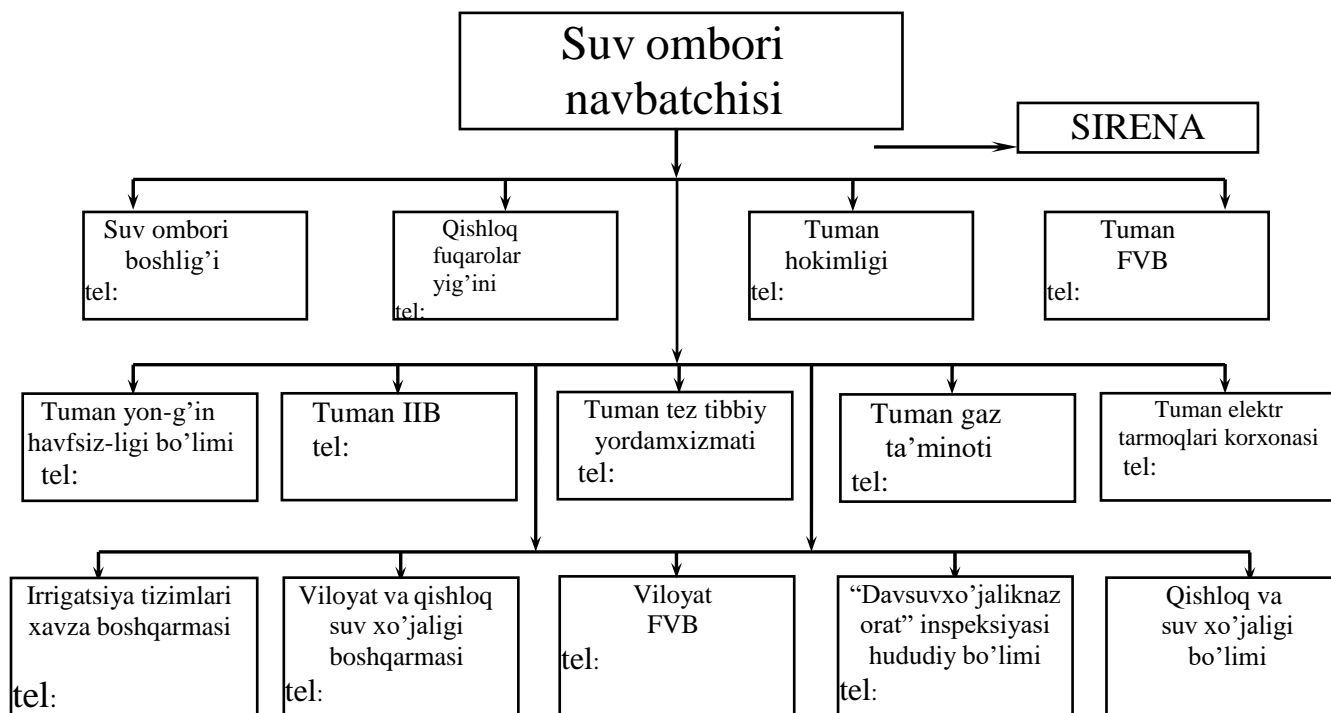 Suv ombori
navbatchisi
SIRENA
Suv ombori
boshlig’i
tel:
Qishloq
fuqarolar
yig’ini
tel:
Tuman
hokimligi
tel:
Tuman
FVB
tel:
Tuman yon-g’in
havfsiz-ligi bo’limi
tel:
Tuman IIB
tel:
Tuman tez tibbiy
yordamxizmati
tel:
Tuman gaz
ta’minoti
tel:
Tuman elektr
tarmoqlari korxonasi
tel:
Irrigatsiya tizimlari
xavza boshqarmasi
tel:
Viloyat va qishloq
suv xo’jaligi
boshqarmasi
tel:
Viloyat
FVB
tel:
“Davsuvxo’jaliknaz
orat” inspeksiyasi
hududiy bo’limi
tel:
Qishloq va
suv xo’jaligi
bo’limi